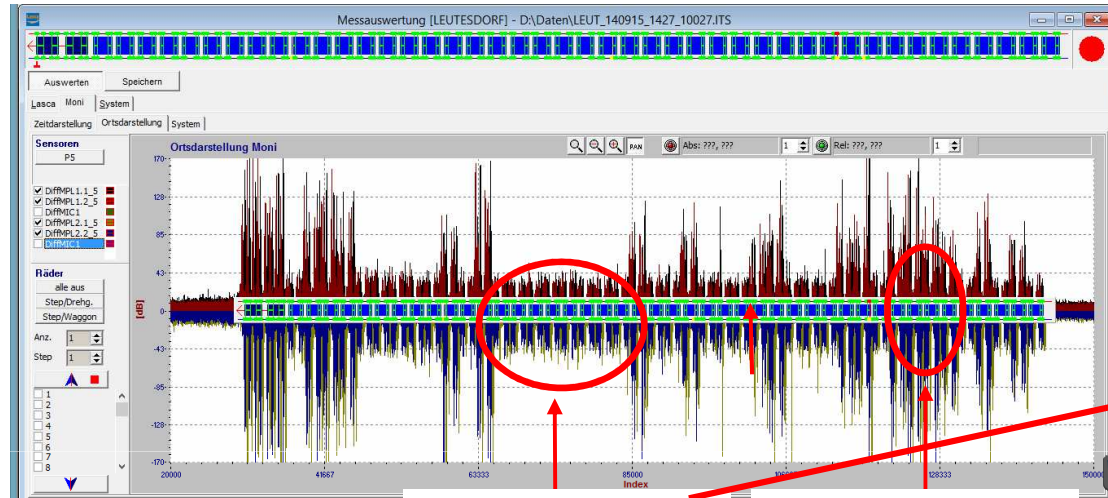 Messauswertung [LEUTESDORF] - D:\Daten\LEUT_140915_1427_10027.ITS
Auswerten Speichern
Lasca Moni System
Zeitdarstellung Ortsdarstellung System
Sensoren
P5
DiffMPL1.1_5
DiffMPL1.2_5
DiffMIC1
DiffMPL2.1_5
DiffMPL2.2_5
DiffMIC1
Räder
alle aus
Step/Drehg.
Step/Waggon
Anz. 1
Step 1
1
2
3
4
5
6
7
8
Ortsdarstellung Moni
PAN Abs: ???, ??? 1 Rel: ???, ??? 1
170
128
85
43
0
-43
-85
-128
-170
[dB]
20000 41667 63333 85000 128333 150000
Index